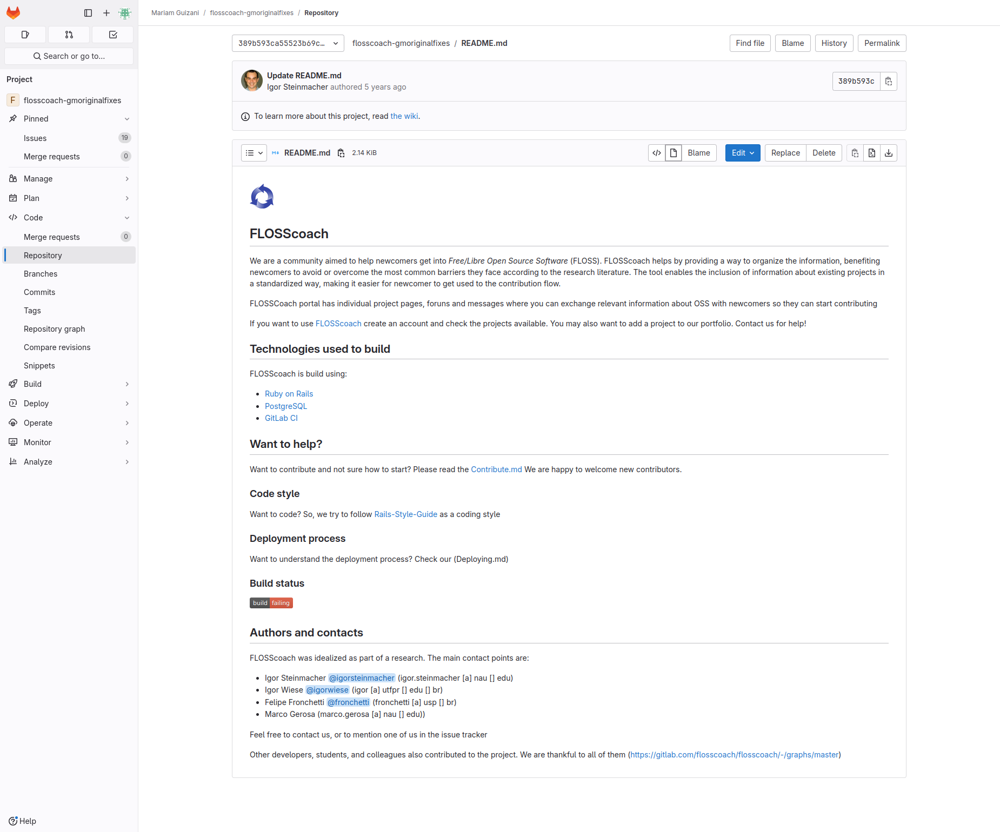 Mariam Guizani / flosscoach-gmoriginalfixes / Repository
Search or go to...
Project
F flosscoach-gmoriginalfixes
Pinned
Issues 19
Merge requests 0
Manage
Plan
Code
Merge requests 0
Repository
Branches
Commits
Tags
Repository graph
Compare revisions
Snippets
Build
Deploy
Operate
Monitor
Analyze
Help
389b593ca55523b69c… flosscoach-gmoriginalfixes / README.md Find file Blame History Permalink
Update README.md
Igor Steinmacher authored 5 years ago
389b593c
To learn more about this project, read the wiki.
README.md 2.14 KiB Blame Edit Replace Delete
FLOSScoach
We are a community aimed to help newcomers get into Free/Libre Open Source Software (FLOSS). FLOSScoach helps by providing a way to organize the information, benefiting
newcomers to avoid or overcome the most common barriers they face according to the research literature. The tool enables the inclusion of information about existing projects in
a standardized way, making it easier for newcomer to get used to the contribution flow.
FLOSSCoach portal has individual project pages, foruns and messages where you can exchange relevant information about OSS with newcomers so they can start contributing
If you want to use FLOSScoach create an account and check the projects available. You may also want to add a project to our portfolio. Contact us for help!
Technologies used to build
FLOSScoach is build using:
• Ruby on Rails
• PostgreSQL
• GitLab CI
Want to help?
Want to contribute and not sure how to start? Please read the Contribute.md We are happy to welcome new contributors.
Code style
Want to code? So, we try to follow Rails-Style-Guide as a coding style
Deployment process
Want to understand the deployment process? Check our (Deploying.md)
Build status
build failing
Authors and contacts
FLOSScoach was idealized as part of a research. The main contact points are:
• Igor Steinmacher @igorsteinmacher (igor.steinmacher [a] nau [] edu)
• Igor Wiese @igorwiese (igor [a] utfpr [] edu [] br)
• Felipe Fronchetti @fronchetti (fronchetti [a] usp [] br)
• Marco Gerosa (marco.gerosa [a] nau [] edu))
Feel free to contact us, or to mention one of us in the issue tracker
Other developers, students, and colleagues also contributed to the project. We are thankful to all of them (https://gitlab.com/flosscoach/flosscoach/-/graphs/master)